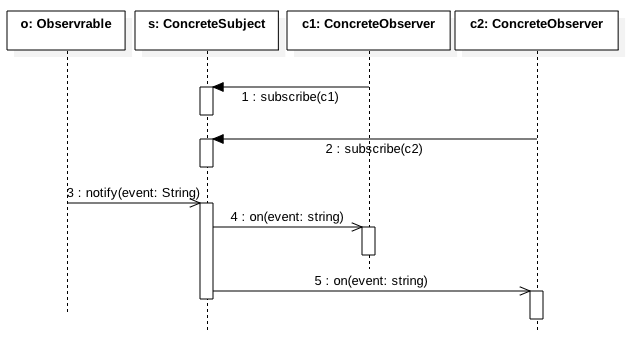 o: Observrable
s: ConcreteSubject
c1: ConcreteObserver
c2: ConcreteObserver
1 : subscribe(c1)
2 : subscribe(c2)
3 : notify(event: String)
4 : on(event: string)
5 : on(event: string)